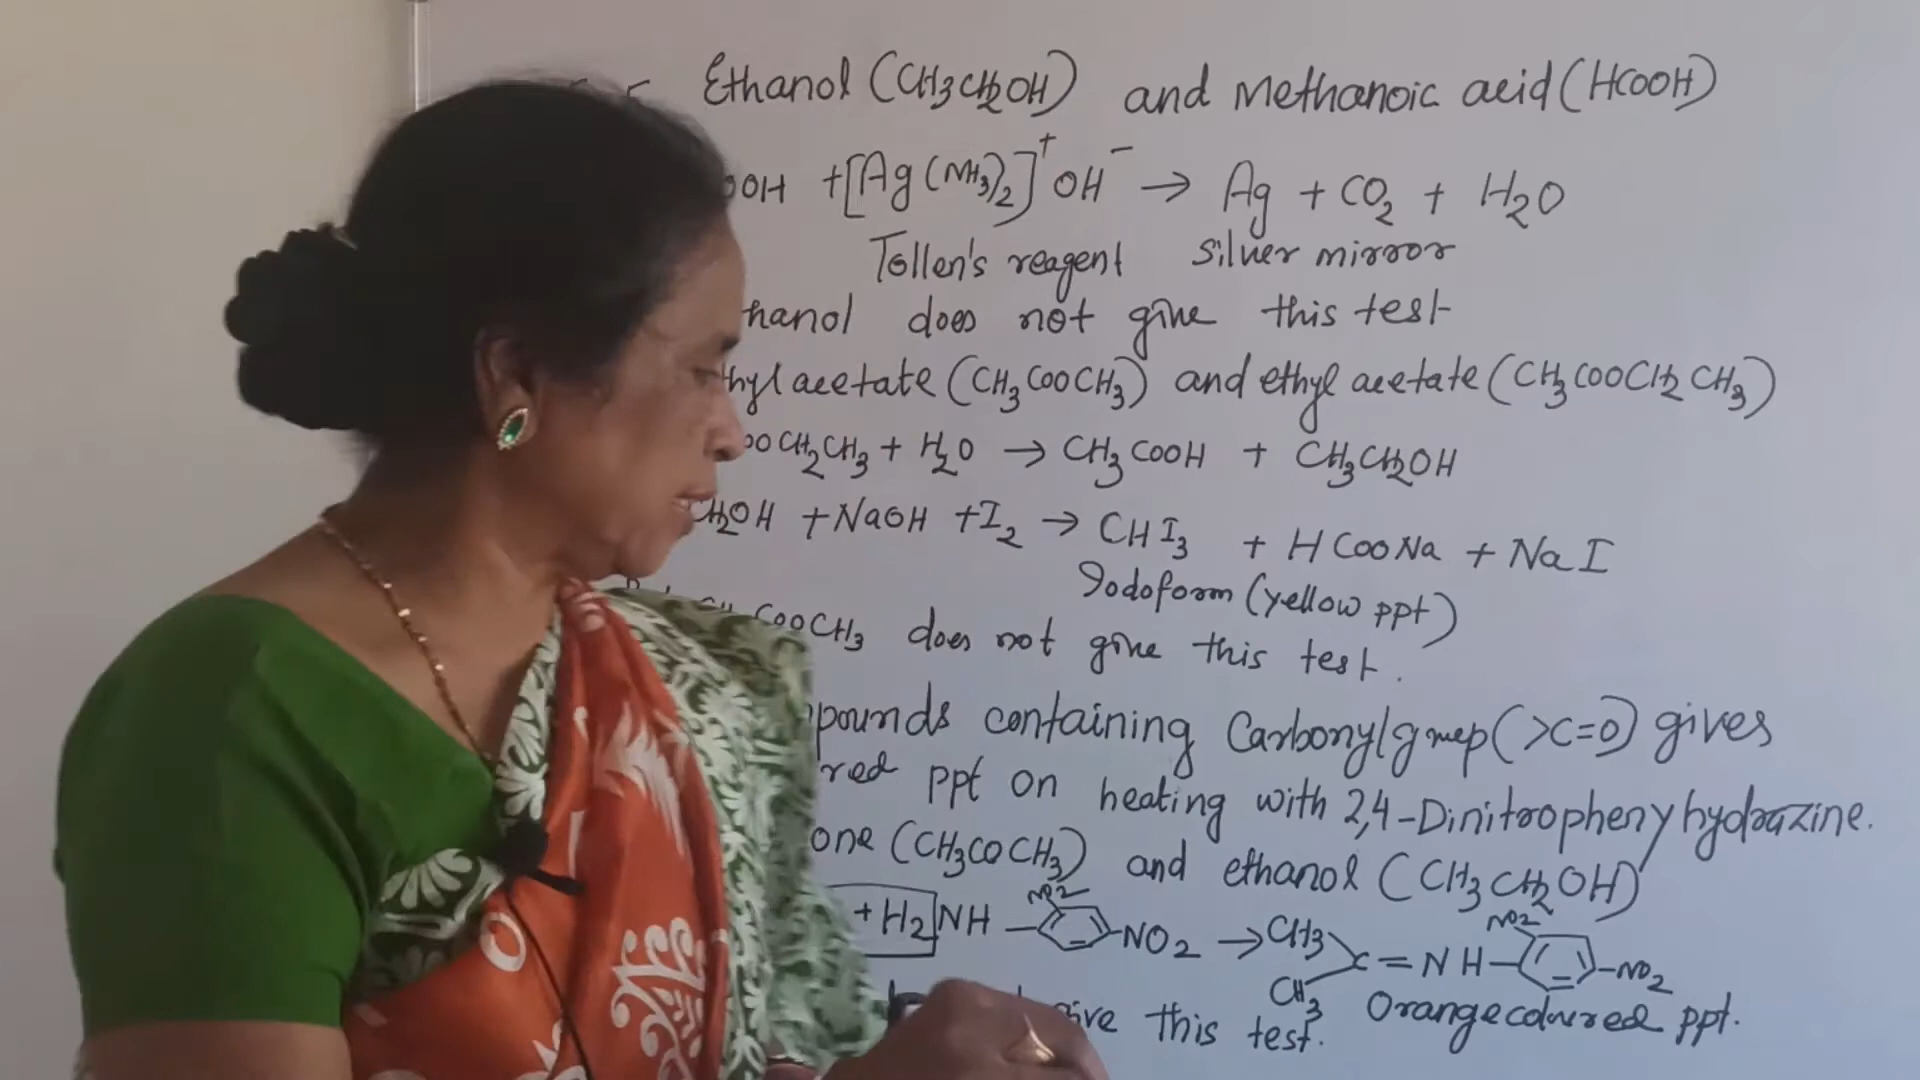 Ethanol (CH3CH2OH) and Methanoic acid (HCOOH)
OOH + [Ag(NH3)2]+ OH− → Ag + CO2 + H2O
Tollen's reagent Silver mirror
hanol does not give this test
thyl acetate (CH3COOCH3) and ethyl acetate (CH3COOCH2CH3)
OOCH2CH3 + H2O → CH3COOH + CH3CH2OH
CH2OH + NaOH + I2 → CHI3 + HCOONa + NaI
Iodoform (yellow ppt)
COOCH3 does not give this test.
pounds containing Carbonyl group (>C=O) gives
red ppt on heating with 2,4-Dinitrophenyhydrazine.
one (CH3COCH3) and ethanol (CH3CH2OH)
NO2 NO2
+ H2NH – –NO2 → CH3 C=NH– –NO2
CH3 Orange coloured ppt.
give this test.